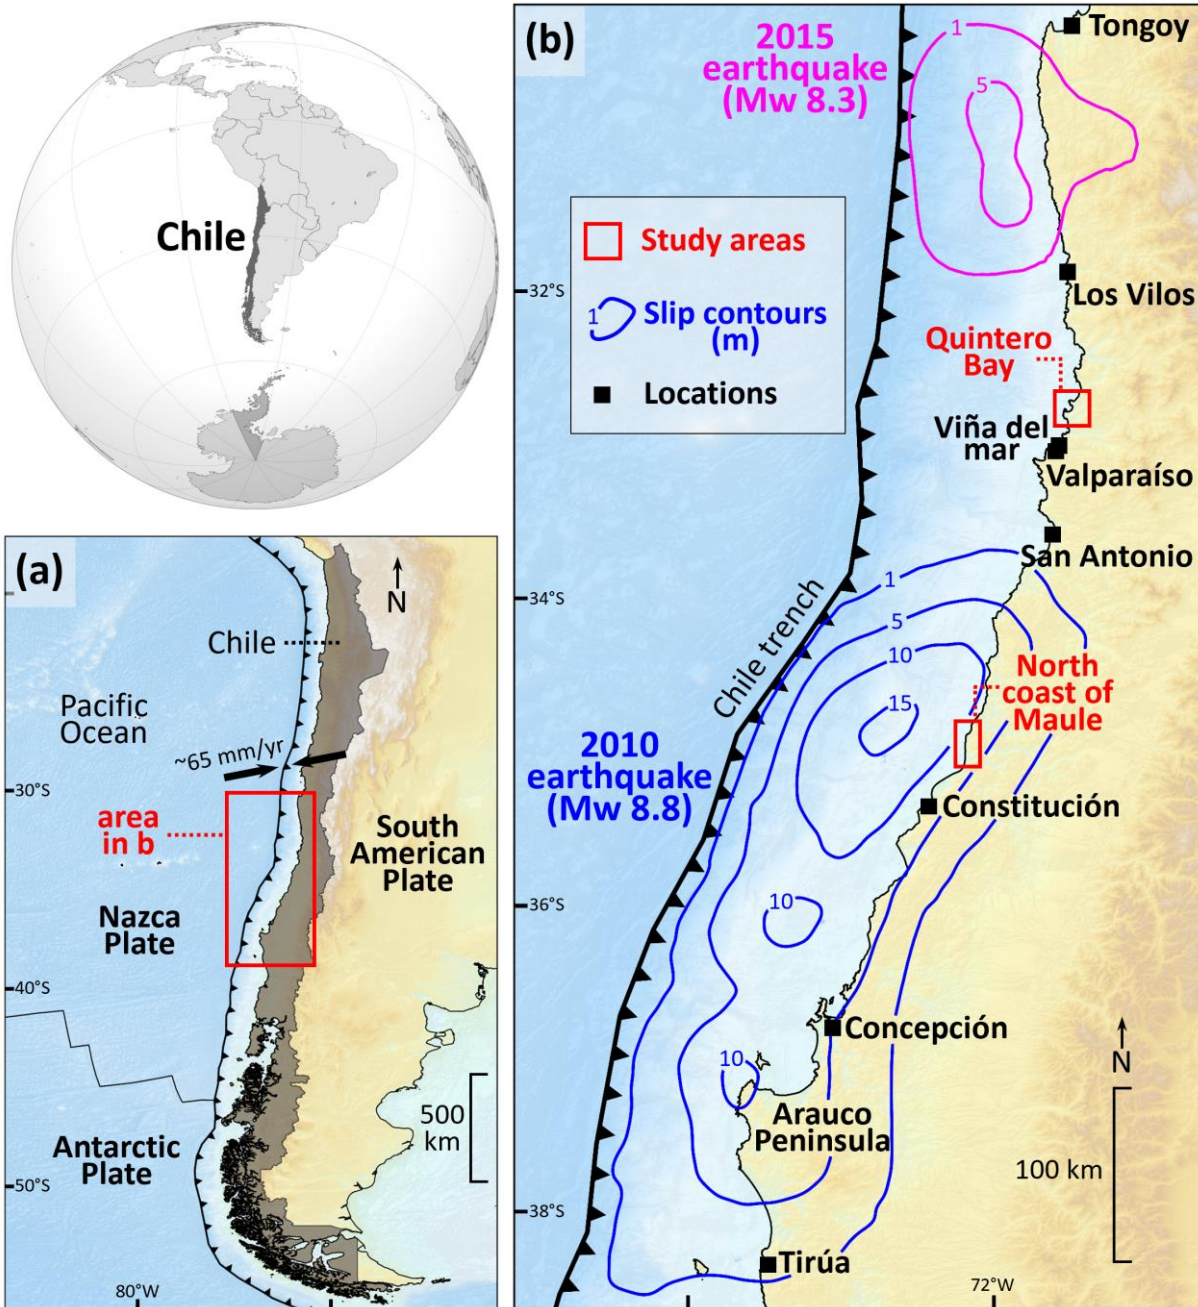 Chile
(a)
N
Chile
Pacific
Ocean
~65 mm/yr
30°S
area
in b
South
American
Plate
Nazca
Plate
40°S
Antarctic
Plate
500
km
50°S
80°W
(b)
2015
earthquake
(Mw 8.3)
1
5
Tongoy
Study areas
1
Slip contours
(m)
Locations
32°S
Los Vilos
Quintero
Bay
Viña del
mar
Valparaíso
San Antonio
34°S
Chile trench
1
5
10
15
North
coast of
Maule
2010
earthquake
(Mw 8.8)
Constitución
36°S
10
Concepción
10
Arauco
Peninsula
N
100 km
38°S
Tirúa
72°W